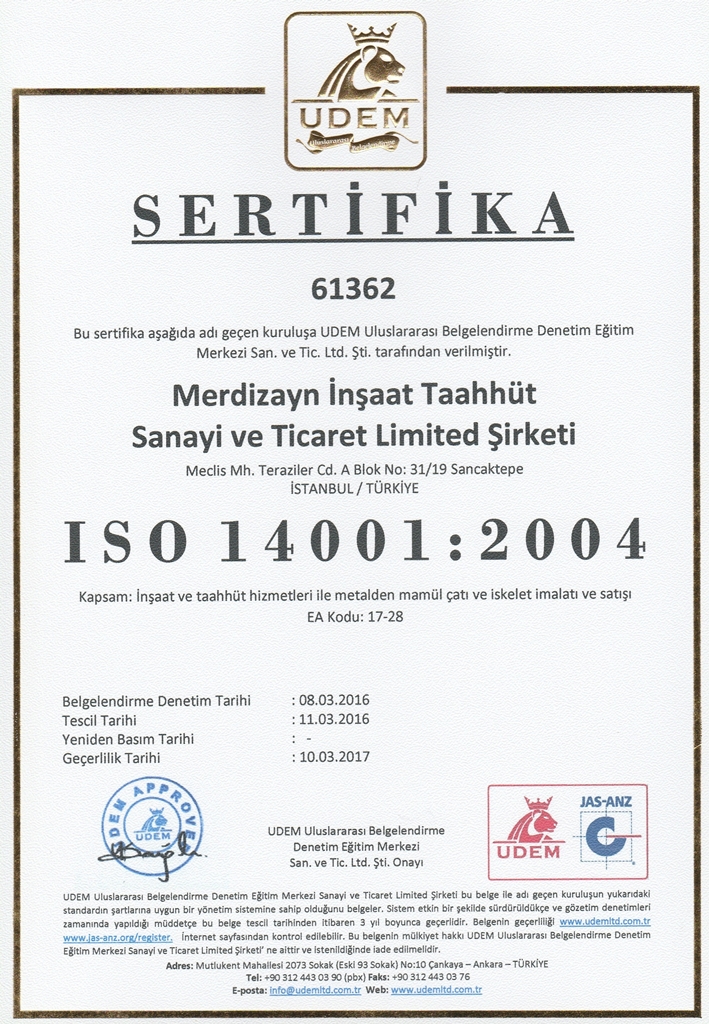 UDEM
Uluslararası Belgelendirme
SERTİFİKA
61362
Bu sertifika aşağıda adı geçen kuruluşa UDEM Uluslararası Belgelendirme Denetim Eğitim
Merkezi San. ve Tic. Ltd. Şti. tarafından verilmiştir.
Merdizayn İnşaat Taahhüt
Sanayi ve Ticaret Limited Şirketi
Meclis Mh. Teraziler Cd. A Blok No: 31/19 Sancaktepe
İSTANBUL / TÜRKİYE
ISO 14001:2004
Kapsam: İnşaat ve taahhüt hizmetleri ile metalden mamül çatı ve iskelet imalatı ve satışı
EA Kodu: 17-28
Belgelendirme Denetim Tarihi : 08.03.2016
Tescil Tarihi : 11.03.2016
Yeniden Basım Tarihi : -
Geçerlilik Tarihi : 10.03.2017
UDEM APPROVED
UDEM
UDEM Uluslararası Belgelendirme
Denetim Eğitim Merkezi
San. ve Tic. Ltd. Şti. Onayı
UDEM
JAS-ANZ
UDEM Uluslararası Belgelendirme Denetim Eğitim Merkezi Sanayi ve Ticaret Limited Şirketi bu belge ile adı geçen kuruluşun yukarıdaki
standardın şartlarına uygun bir yönetim sistemine sahip olduğunu belgeler. Sistem etkin bir şekilde sürdürüldükçe ve gözetim denetimleri
zamanında yapıldığı müddetçe bu belge tescil tarihinden itibaren 3 yıl boyunca geçerlidir. Belgenin geçerliliği www.udemltd.com.tr
www.jas-anz.org/register. İnternet sayfasından kontrol edilebilir. Bu belgenin mülkiyet hakkı UDEM Uluslararası Belgelendirme Denetim
Eğitim Merkezi Sanayi ve Ticaret Limited Şirketi' ne aittir ve istenildiğinde iade edilmelidir.
Adres: Mutlukent Mahallesi 2073 Sokak (Eski 93 Sokak) No:10 Çankaya – Ankara – TÜRKİYE
Tel: +90 312 443 03 90 (pbx) Faks: +90 312 443 03 76
E-posta: info@udemltd.com.tr Web: www.udemltd.com.tr